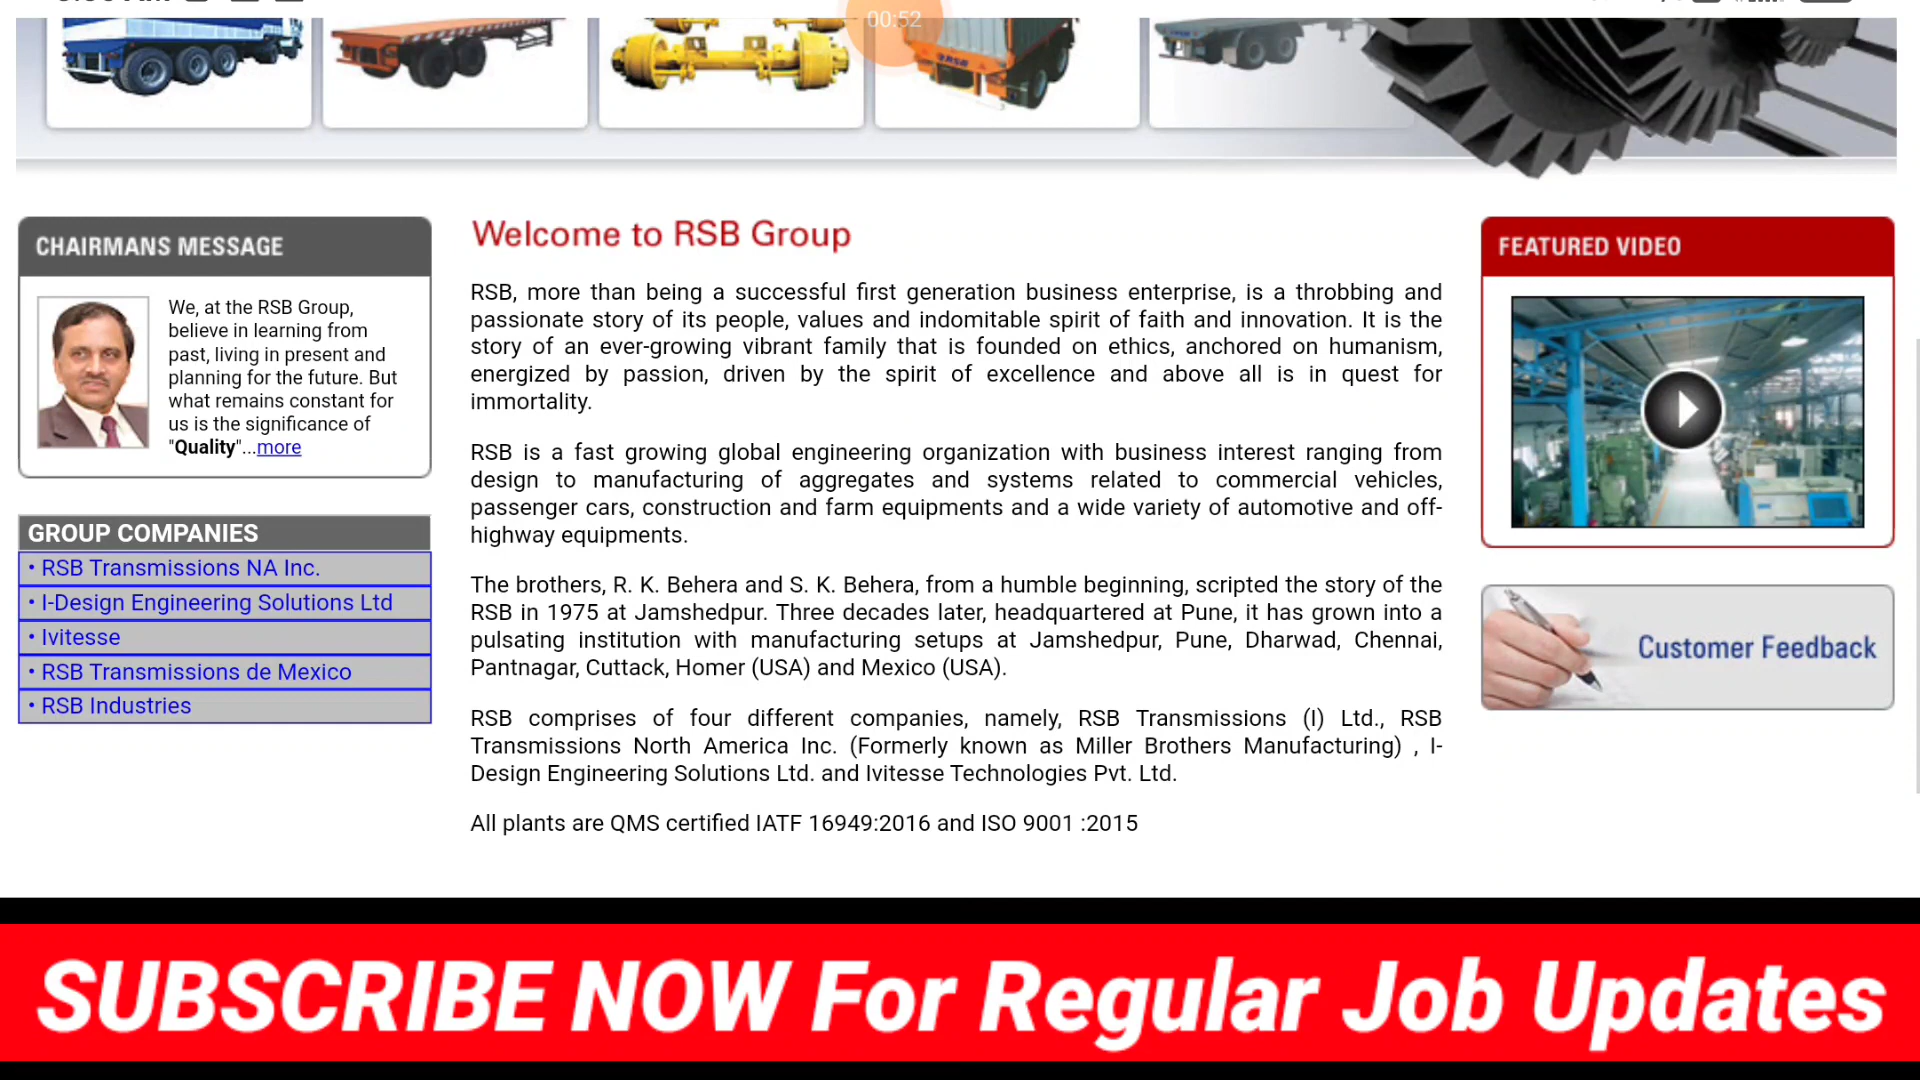 00:52
RSB
CHAIRMANS MESSAGE
We, at the RSB Group,
believe in learning from
past, living in present and
planning for the future. But
what remains constant for
us is the significance of
"Quality"...more
GROUP COMPANIES
• RSB Transmissions NA Inc.
• I-Design Engineering Solutions Ltd
• Ivitesse
• RSB Transmissions de Mexico
• RSB Industries
Welcome to RSB Group
RSB, more than being a successful first generation business enterprise, is a throbbing and
passionate story of its people, values and indomitable spirit of faith and innovation. It is the
story of an ever-growing vibrant family that is founded on ethics, anchored on humanism,
energized by passion, driven by the spirit of excellence and above all is in quest for
immortality.
RSB is a fast growing global engineering organization with business interest ranging from
design to manufacturing of aggregates and systems related to commercial vehicles,
passenger cars, construction and farm equipments and a wide variety of automotive and off-
highway equipments.
The brothers, R. K. Behera and S. K. Behera, from a humble beginning, scripted the story of the
RSB in 1975 at Jamshedpur. Three decades later, headquartered at Pune, it has grown into a
pulsating institution with manufacturing setups at Jamshedpur, Pune, Dharwad, Chennai,
Pantnagar, Cuttack, Homer (USA) and Mexico (USA).
RSB comprises of four different companies, namely, RSB Transmissions (I) Ltd., RSB
Transmissions North America Inc. (Formerly known as Miller Brothers Manufacturing) , I-
Design Engineering Solutions Ltd. and Ivitesse Technologies Pvt. Ltd.
All plants are QMS certified IATF 16949:2016 and ISO 9001 :2015
FEATURED VIDEO
Customer Feedback
SUBSCRIBE NOW For Regular Job Updates